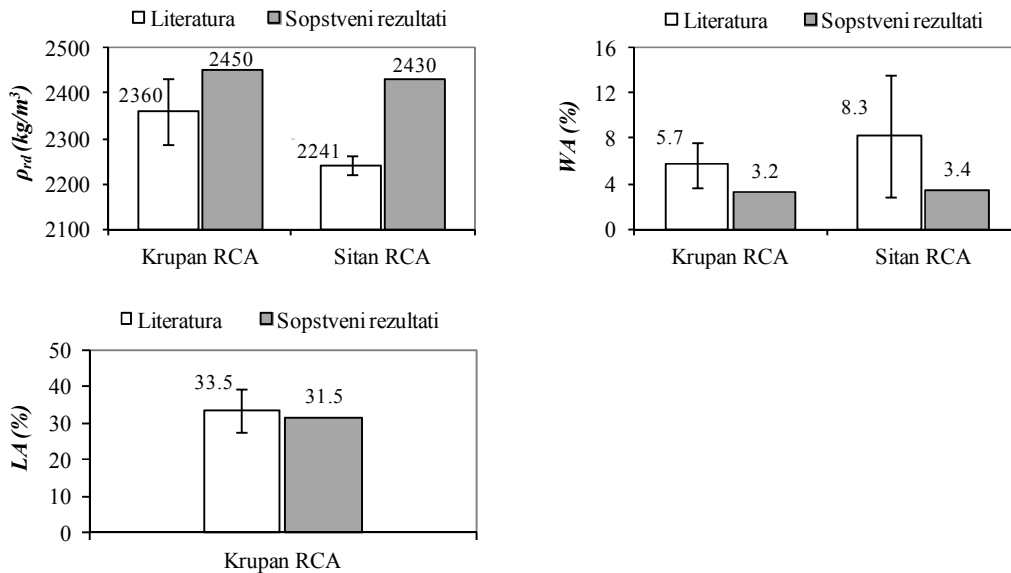 Literatura Sopstveni rezultati
2500
2400
2300
2200
2100
ρrd (kg/m³)
2360
2450
2241
2430
Krupan RCA Sitan RCA
Literatura Sopstveni rezultati
16
12
8
4
0
WA (%)
5.7
3.2
8.3
3.4
Krupan RCA Sitan RCA
Literatura Sopstveni rezultati
50
40
30
20
10
0
LA (%)
33.5
31.5
Krupan RCA